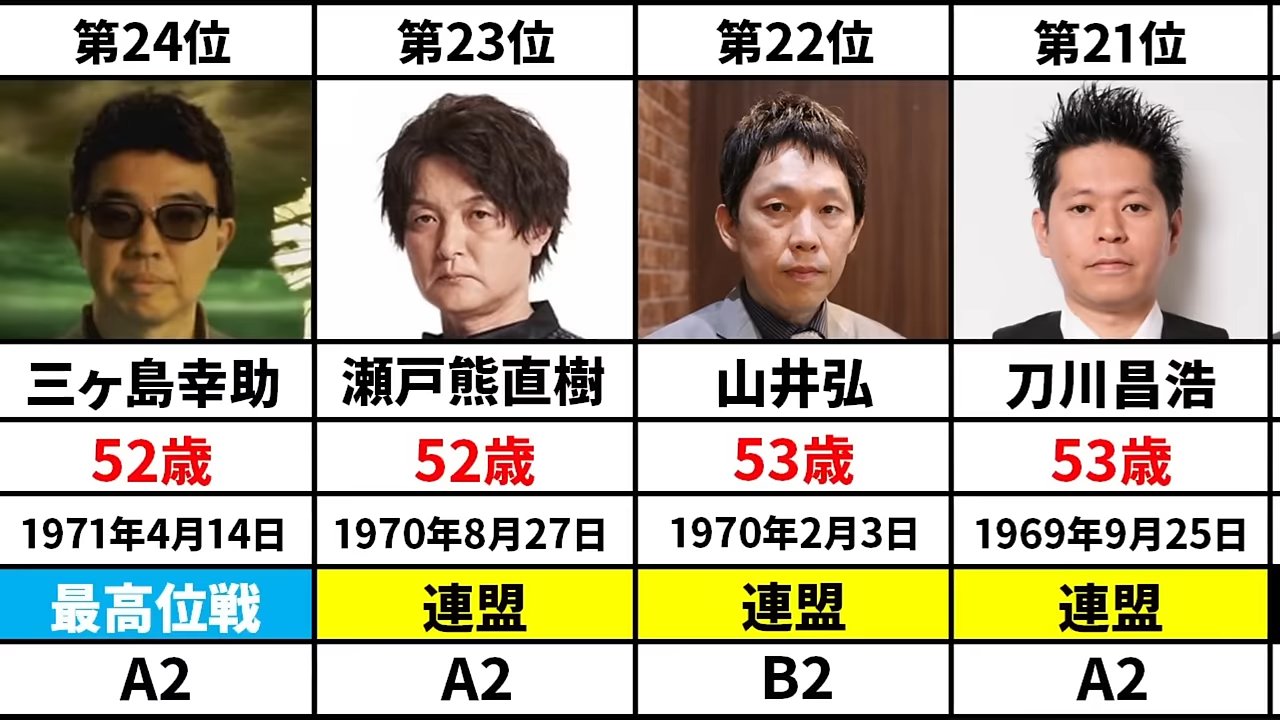 第24位 第23位 第22位 第21位
三ヶ島幸助 瀬戸熊直樹 山井弘 刀川昌浩
52歳 52歳 53歳 53歳
1971年4月14日 1970年8月27日 1970年2月3日 1969年9月25日
最高位戦 連盟 連盟 連盟
A2 A2 B2 A2